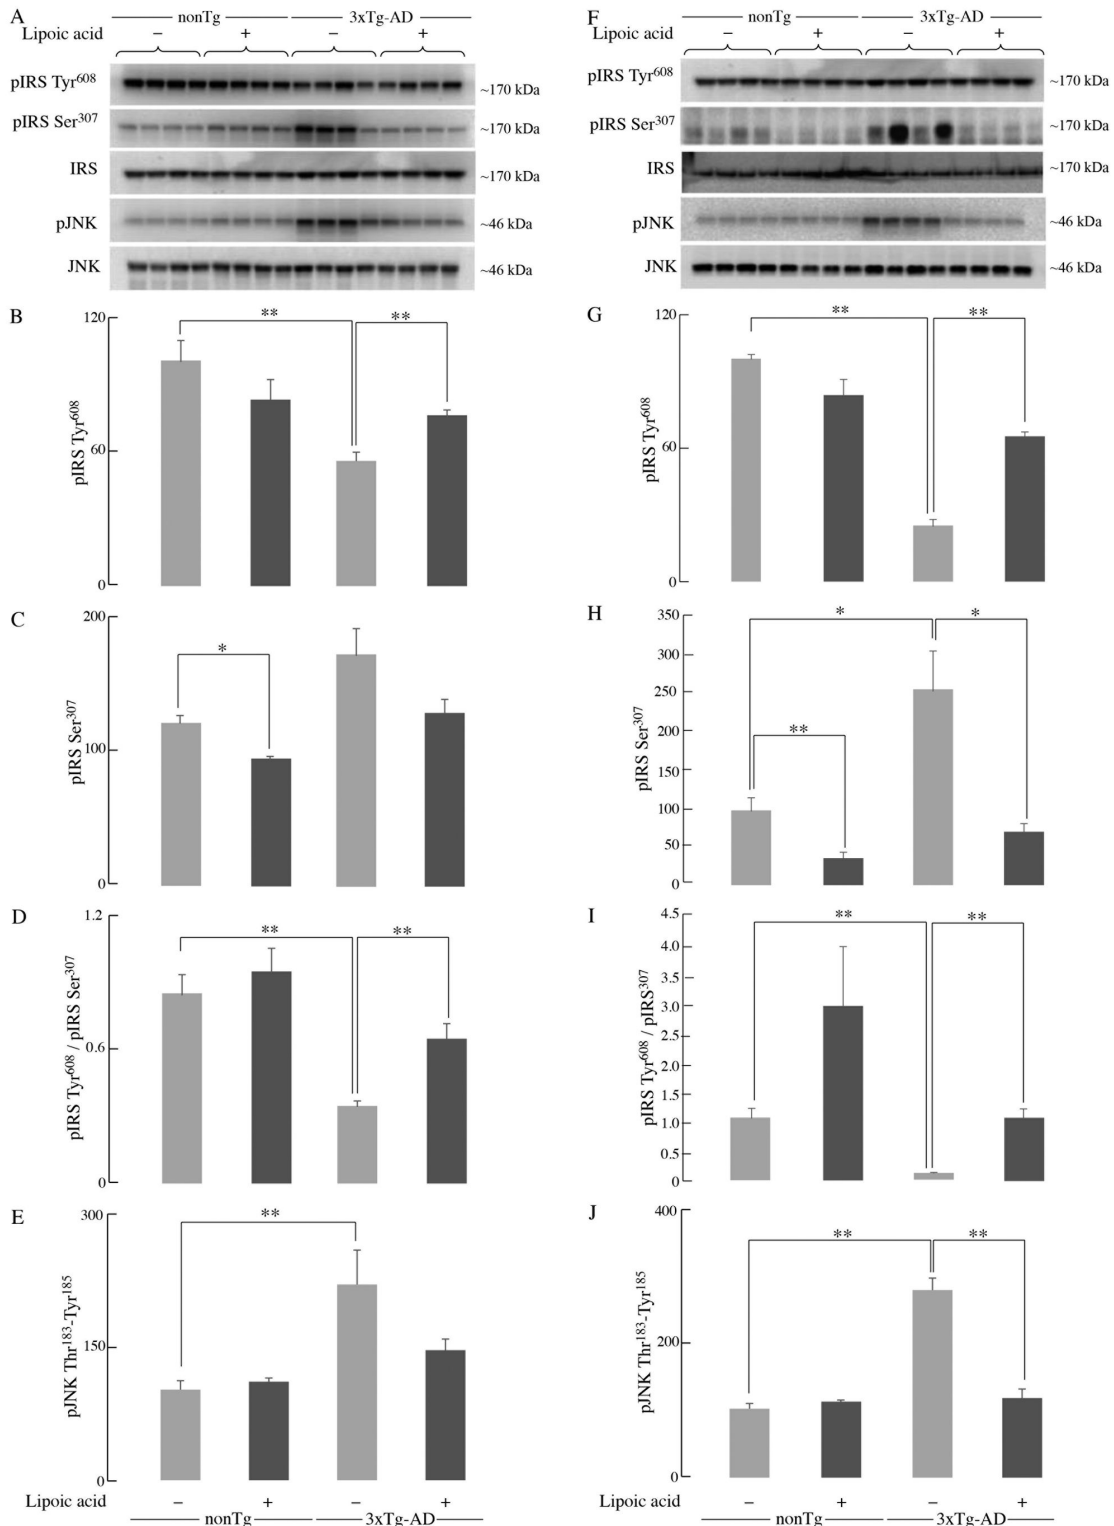 A
nonTg 3xTg-AD
Lipoic acid − + − +
pIRS Tyr608 ~170 kDa
pIRS Ser307 ~170 kDa
IRS ~170 kDa
pJNK ~46 kDa
JNK ~46 kDa
B
120
60
0
pIRS Tyr608
** **
C
200
100
0
pIRS Ser307
*
D
1.2
0.6
0
pIRS Tyr608 / pIRS Ser307
** **
E
300
150
0
pJNK Thr183-Tyr185
**
Lipoic acid − + − +
nonTg 3xTg-AD
F
nonTg 3xTg-AD
Lipoic acid − + − +
pIRS Tyr608 ~170 kDa
pIRS Ser307 ~170 kDa
IRS ~170 kDa
pJNK ~46 kDa
JNK ~46 kDa
G
120
60
0
pIRS Tyr608
** **
H
350
300
250
200
150
100
50
0
pIRS Ser307
* *
**
I
4.5
4.0
3.5
3.0
2.5
2.0
1.5
1.0
0.5
0
pIRS Tyr608 / pIRS307
** **
J
400
200
0
pJNK Thr183-Tyr185
** **
Lipoic acid − + − +
nonTg 3xTg-AD